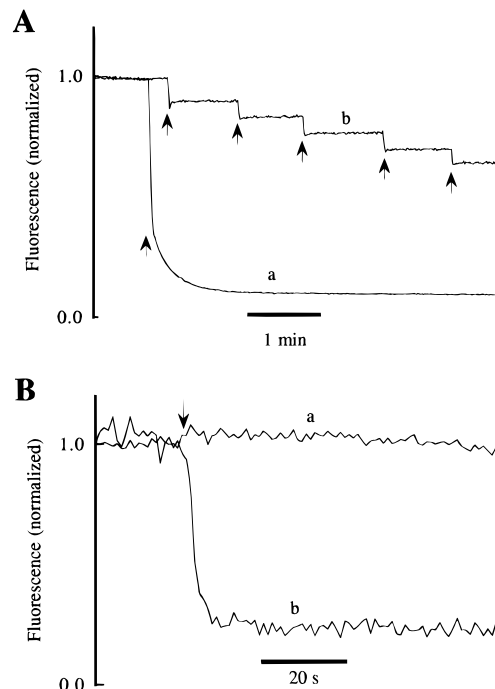 A
Fluorescence (normalized)
1.0
b
a
0.0
1 min
B
Fluorescence (normalized)
a
1.0
b
20 s
0.0